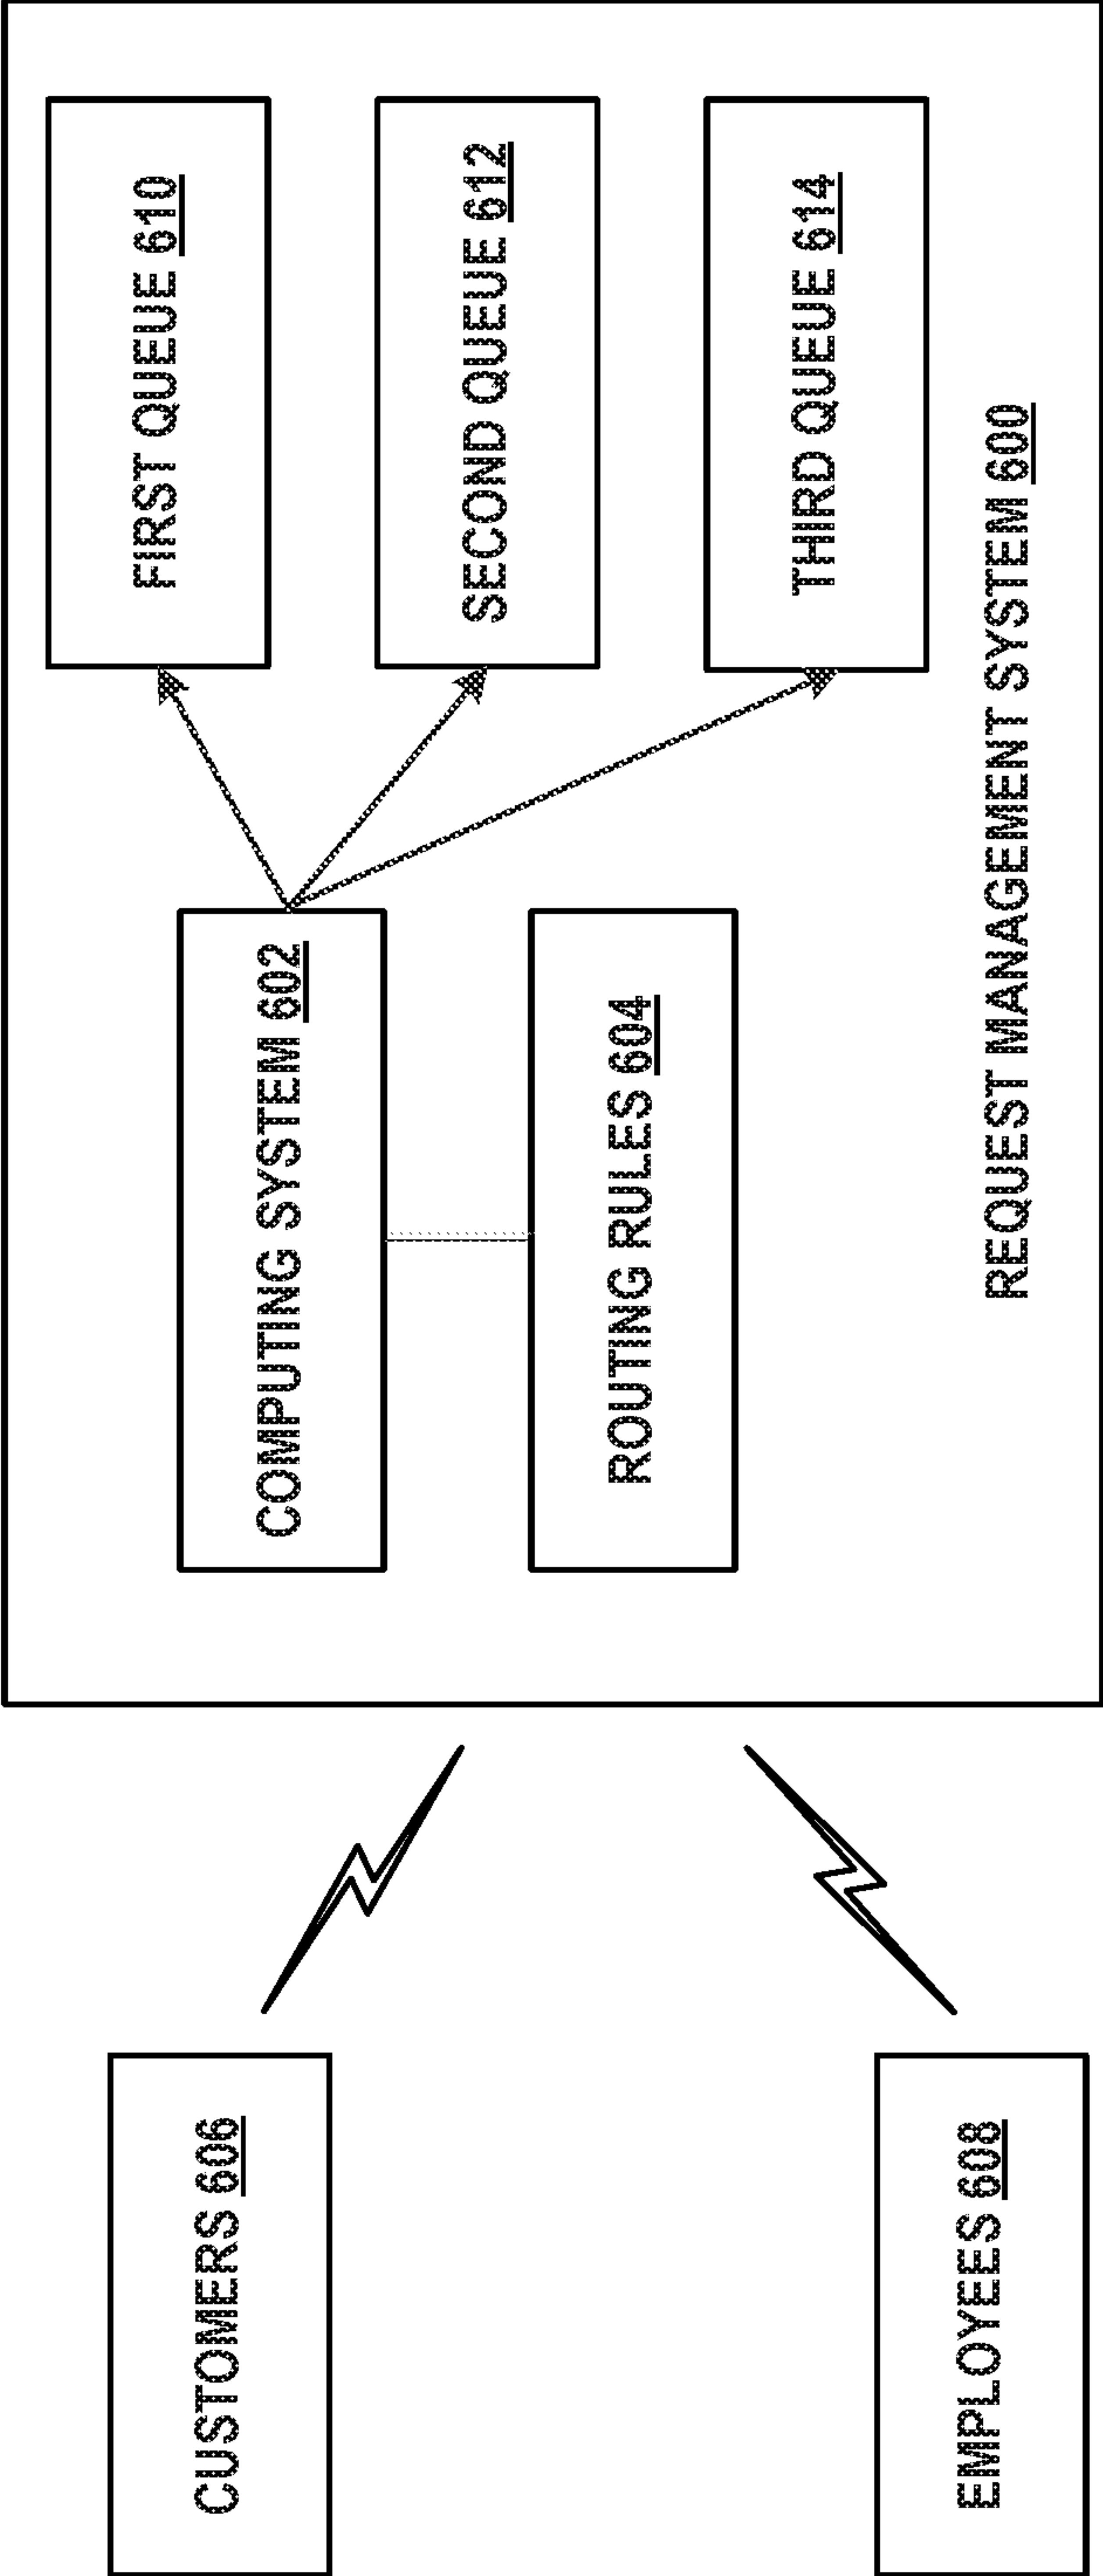 CUSTOMERS 606
EMPLOYEES 608
COMPUTING SYSTEM 602
ROUTING RULES 604
FIRST QUEUE 610
SECOND QUEUE 612
THIRD QUEUE 614
REQUEST MANAGEMENT SYSTEM 600